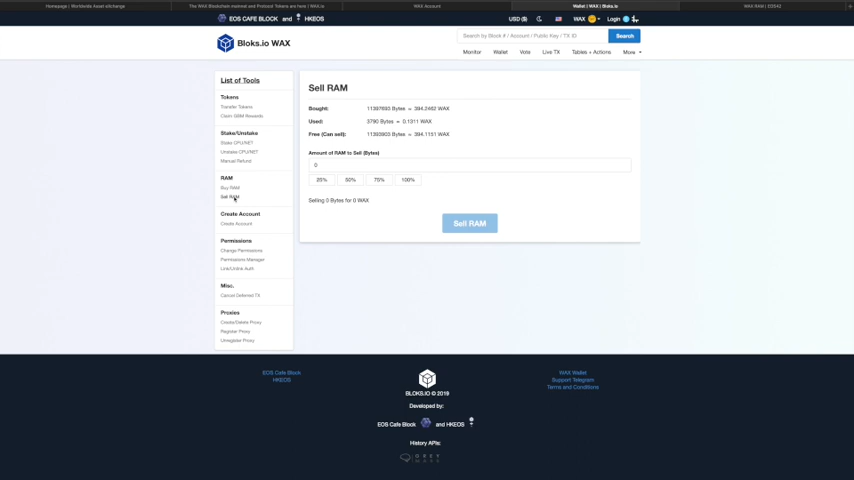 Homepage | Worldwide Asset eXchange
The WAX Blockchain mainnet and Protocol Tokens are here | WAX.io
WAX Account
Wallet | WAX | Bloks.io
WAX RAM | EOS42
EOS CAFE BLOCK and HKEOS
USD ($)
WAX
Login
Bloks.io WAX
Search by Block # / Account / Public Key / TX ID
Search
Monitor
Wallet
Vote
Live TX
Tables + Actions
More
List of Tools
Tokens
Transfer Tokens
Claim GBM Rewards
Stake/Unstake
Stake CPU/NET
Unstake CPU/NET
Manual Refund
RAM
Buy RAM
Sell RAM
Create Account
Create Account
Permissions
Change Permissions
Permissions Manager
Link/Unlink Auth
Misc.
Cancel Deferred TX
Proxies
Create/Delete Proxy
Register Proxy
Unregister Proxy
Sell RAM
Bought: 11397693 Bytes = 394.2462 WAX
Used: 3790 Bytes = 0.1311 WAX
Free (Can sell): 11393903 Bytes = 394.1151 WAX
Amount of RAM to Sell (Bytes)
0
25%
50%
75%
100%
Selling 0 Bytes for 0 WAX
Sell RAM
EOS Cafe Block
HKEOS
BLOKS.IO © 2019
Developed by:
EOS Cafe Block and HKEOS
History APIs:
WAX Wallet
Support Telegram
Terms and Conditions